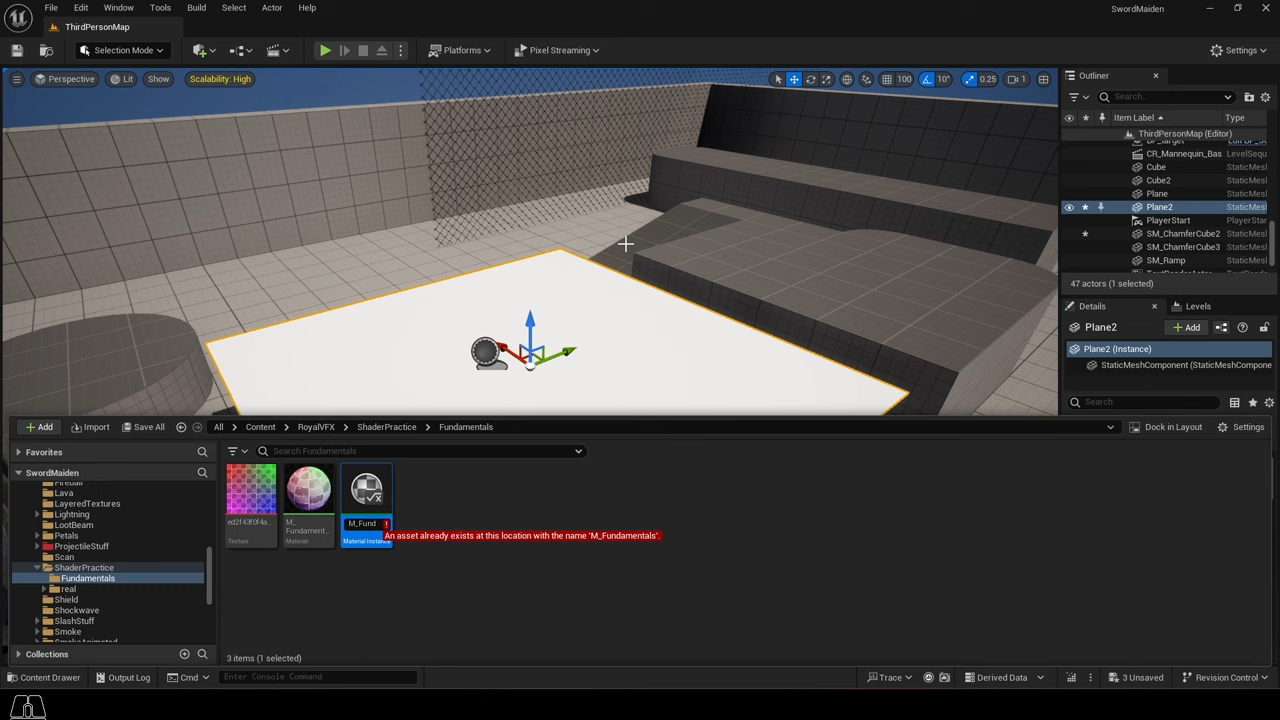 File Edit Window Tools Build Select Actor Help
SwordMaiden
ThirdPersonMap
Selection Mode
Platforms
Pixel Streaming
Settings
Perspective Lit Show Scalability: High
100 10° 0.25 1
Outliner
Search...
Item Label Type
ThirdPersonMap (Editor)
CR_Mannequin_Bas LevelSequ
Cube StaticMesl
Cube2 StaticMesl
Plane StaticMesl
Plane2 StaticMesl
PlayerStart PlayerStar
SM_ChamferCube2 StaticMesl
SM_ChamferCube3 StaticMesl
SM_Ramp StaticMesl
47 actors (1 selected)
Details Levels
Plane2 Add
Plane2 (Instance)
StaticMeshComponent (StaticMeshCompone
Search
Add Import Save All All Content RoyalVFX ShaderPractice Fundamentals Dock in Layout Settings
Favorites
Search Fundamentals
SwordMaiden
Fireball
Lava
LayeredTextures
Lightning
LootBeam
Petals
ProjectileStuff
Scan
ShaderPractice
Fundamentals
real
Shield
Shockwave
SlashStuff
Smoke
SmokeAnimated
Collections
ed2f43f0f4a...
Texture
M_
Fundament...
Material
M_Fund !
Material Instance
An asset already exists at this location with the name 'M_Fundamentals'.
3 items (1 selected)
Content Drawer Output Log Cmd Enter Console Command Trace Derived Data 3 Unsaved Revision Control